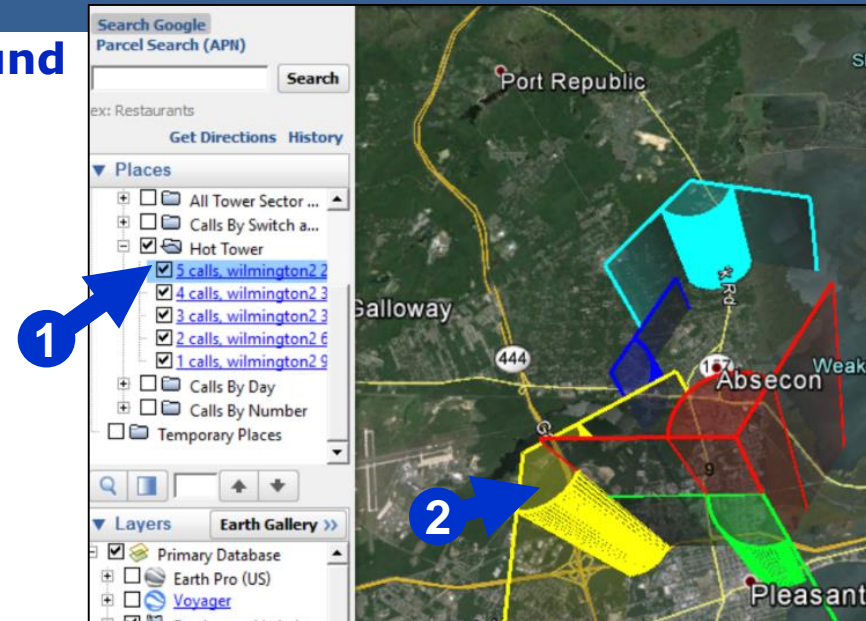 und
Search Google
Parcel Search (APN)
Search
ex: Restaurants
Get Directions History
Places
All Tower Sector ...
Calls By Switch a...
Hot Tower
5 calls, wilmington2 2
4 calls, wilmington2 3
3 calls, wilmington2 3
2 calls, wilmington2 6
1 calls, wilmington2 9
Calls By Day
Calls By Number
Temporary Places
Layers
Earth Gallery >>
Primary Database
Earth Pro (US)
Voyager
1
2
Port Republic
Galloway
444
Rd
157
Absecon
Weak
9
Pleasant